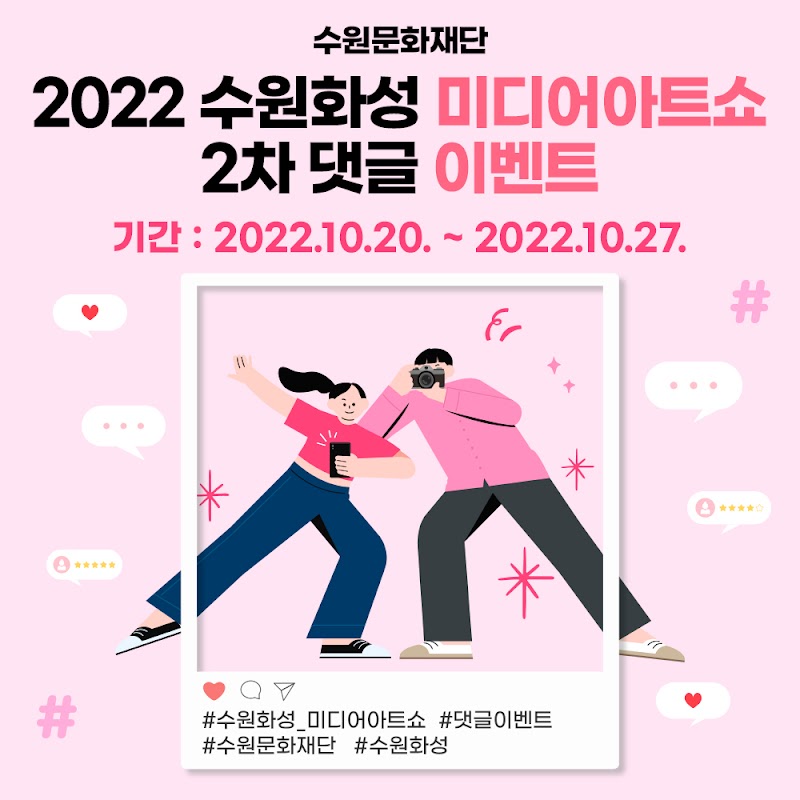 수원문화재단
2022 수원화성 미디어아트쇼
2차 댓글 이벤트
기간 : 2022.10.20. ~ 2022.10.27.
#수원화성_미디어아트쇼 #댓글이벤트
#수원문화재단 #수원화성